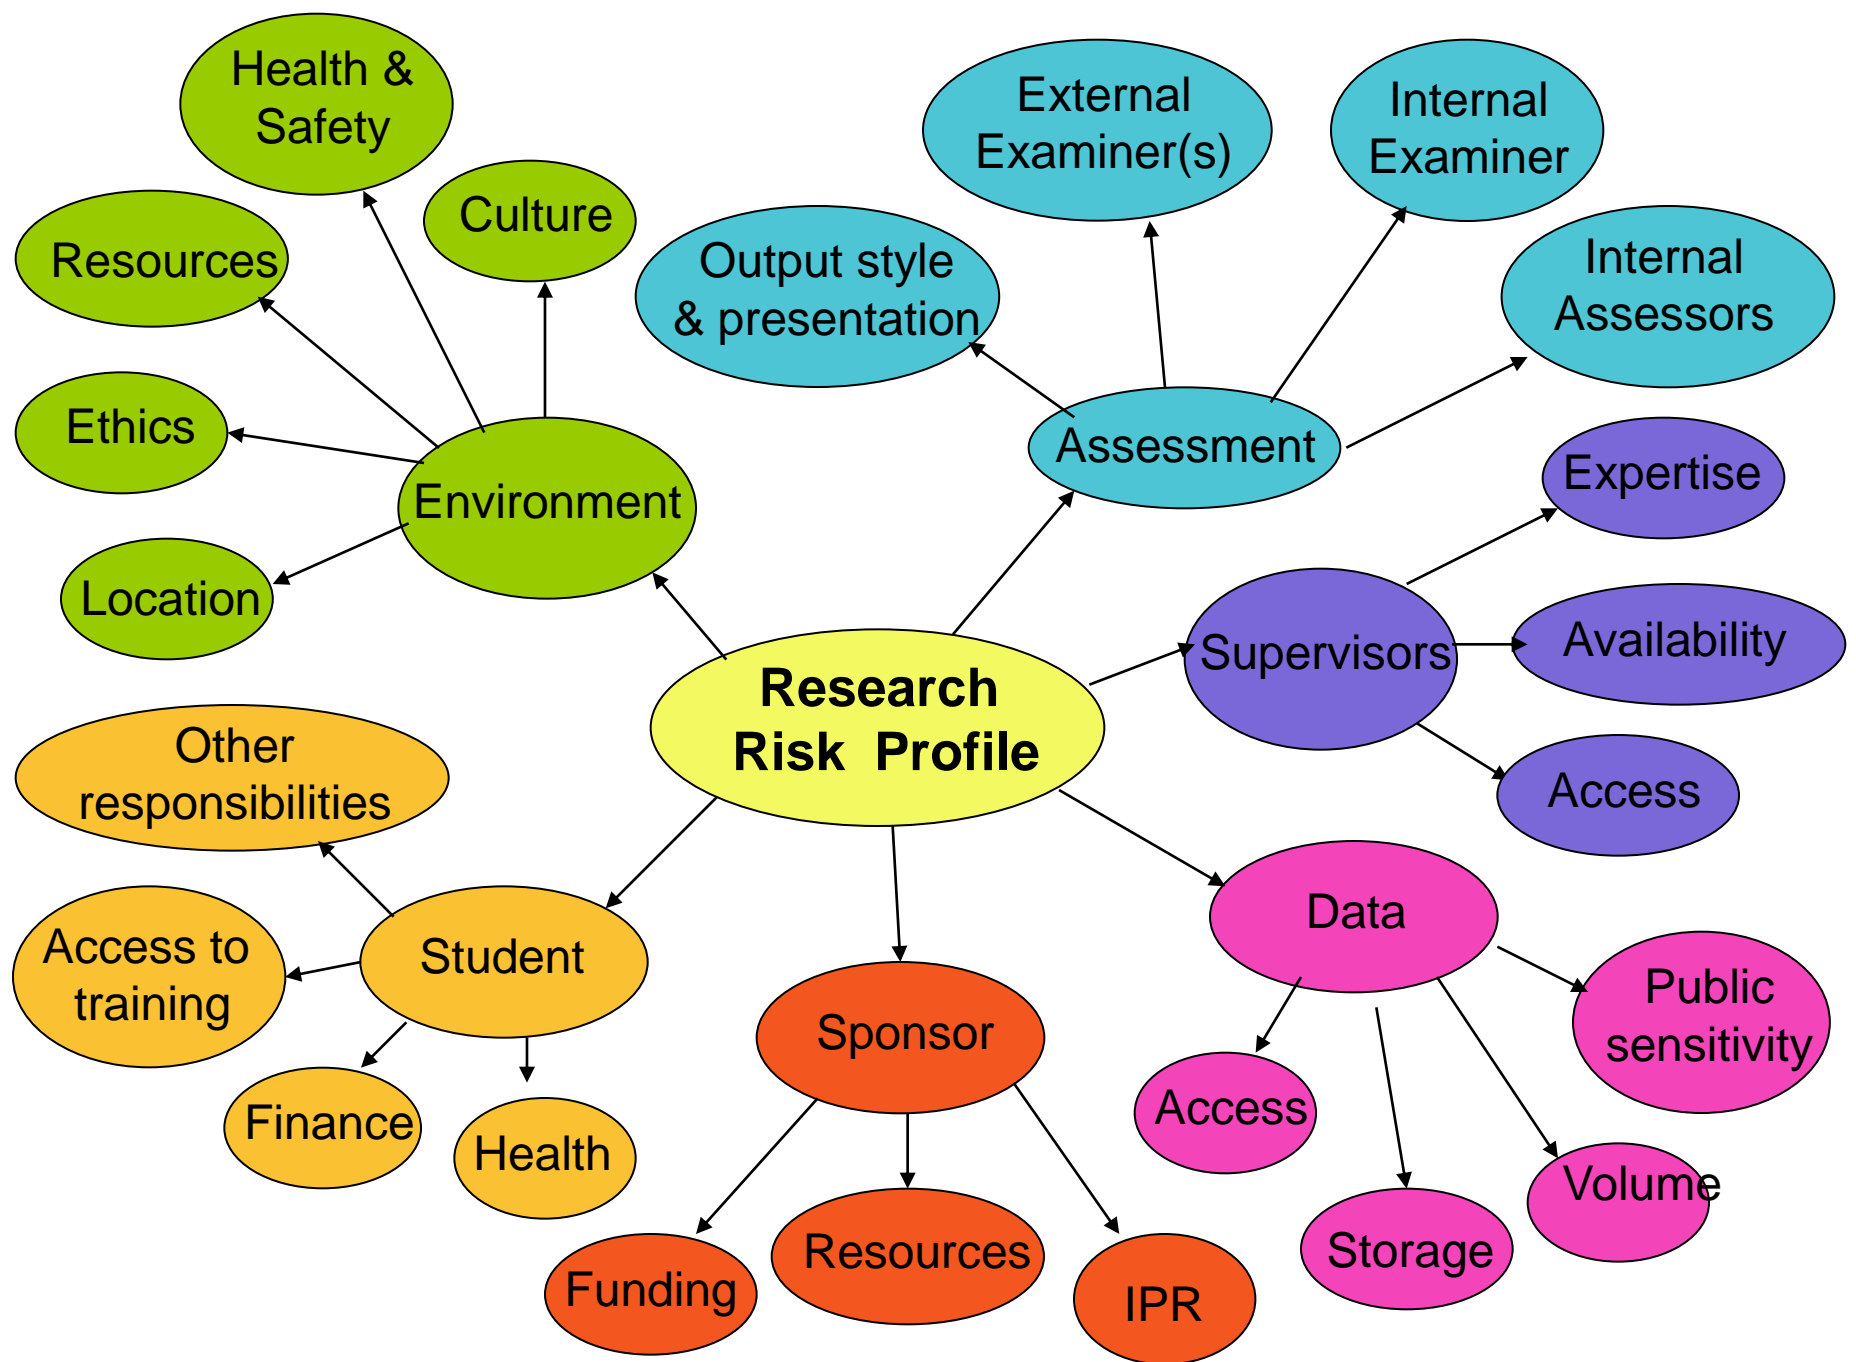 Health &
Safety
Culture
Resources
Ethics
Environment
Location
External
Examiner(s)
Internal
Examiner
Output style
& presentation
Internal
Assessors
Assessment
Expertise
Supervisors
Availability
Access
Research
Risk  Profile
Other
responsibilities
Access to
training
Student
Finance
Health
Sponsor
Funding
Resources
IPR
Data
Public
sensitivity
Access
Volume
Storage